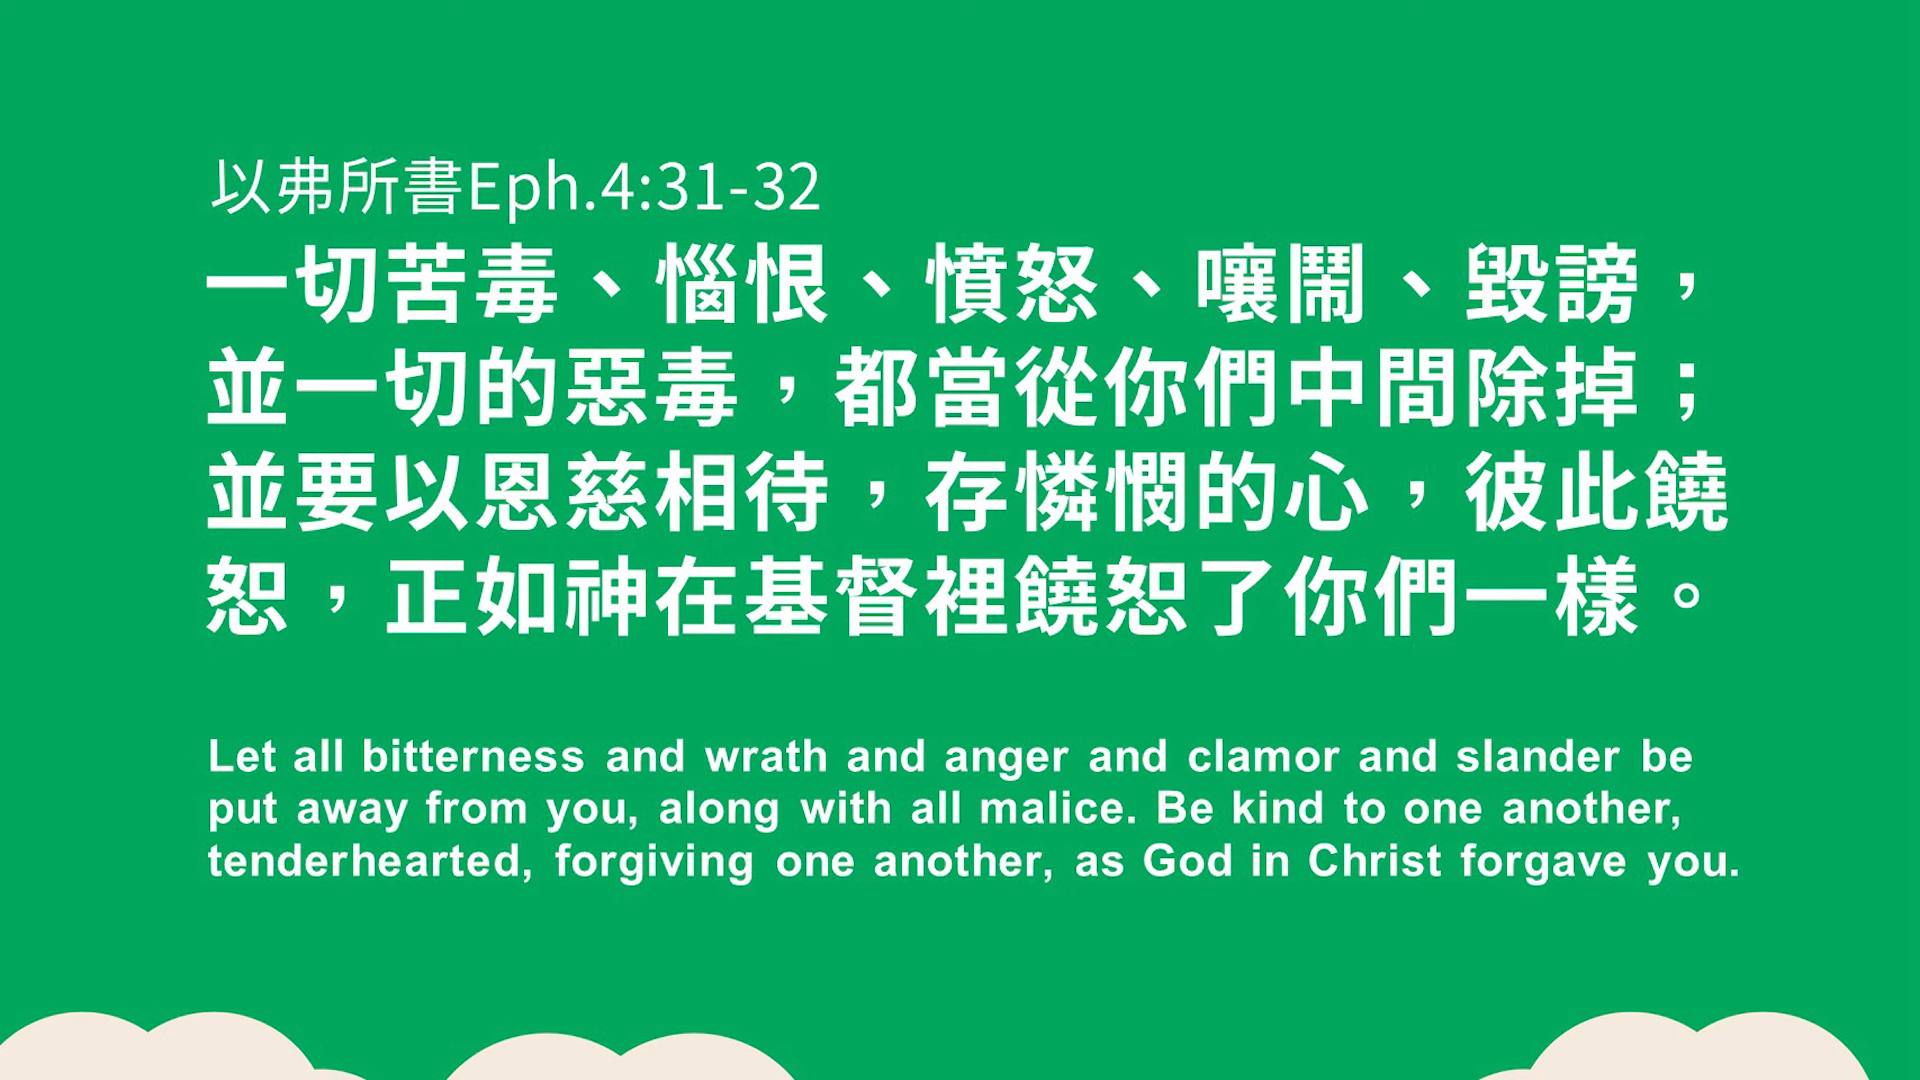 以弗所書Eph.4:31-32
一切苦毒、惱恨、憤怒、嚷鬧、毀謗，
並一切的惡毒，都當從你們中間除掉；
並要以恩慈相待，存憐憫的心，彼此饒
恕，正如神在基督裡饒恕了你們一樣。
Let all bitterness and wrath and anger and clamor and slander be
put away from you, along with all malice. Be kind to one another,
tenderhearted, forgiving one another, as God in Christ forgave you.